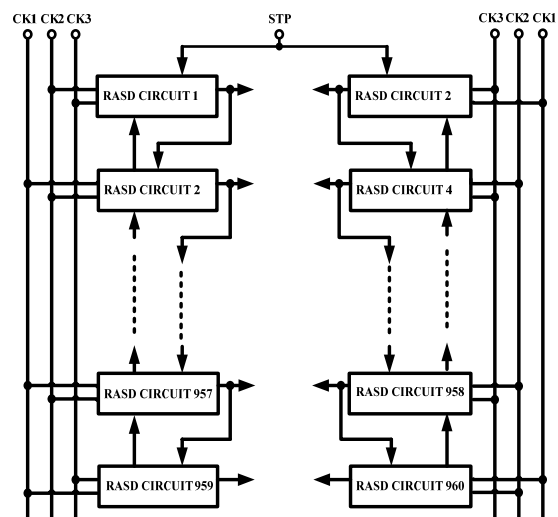 CK1 CK2 CK3 STP CK3 CK2 CK1
RASD CIRCUIT 1 RASD CIRCUIT 2
RASD CIRCUIT 2 RASD CIRCUIT 4
RASD CIRCUIT 957 RASD CIRCUIT 958
RASD CIRCUIT 959 RASD CIRCUIT 960